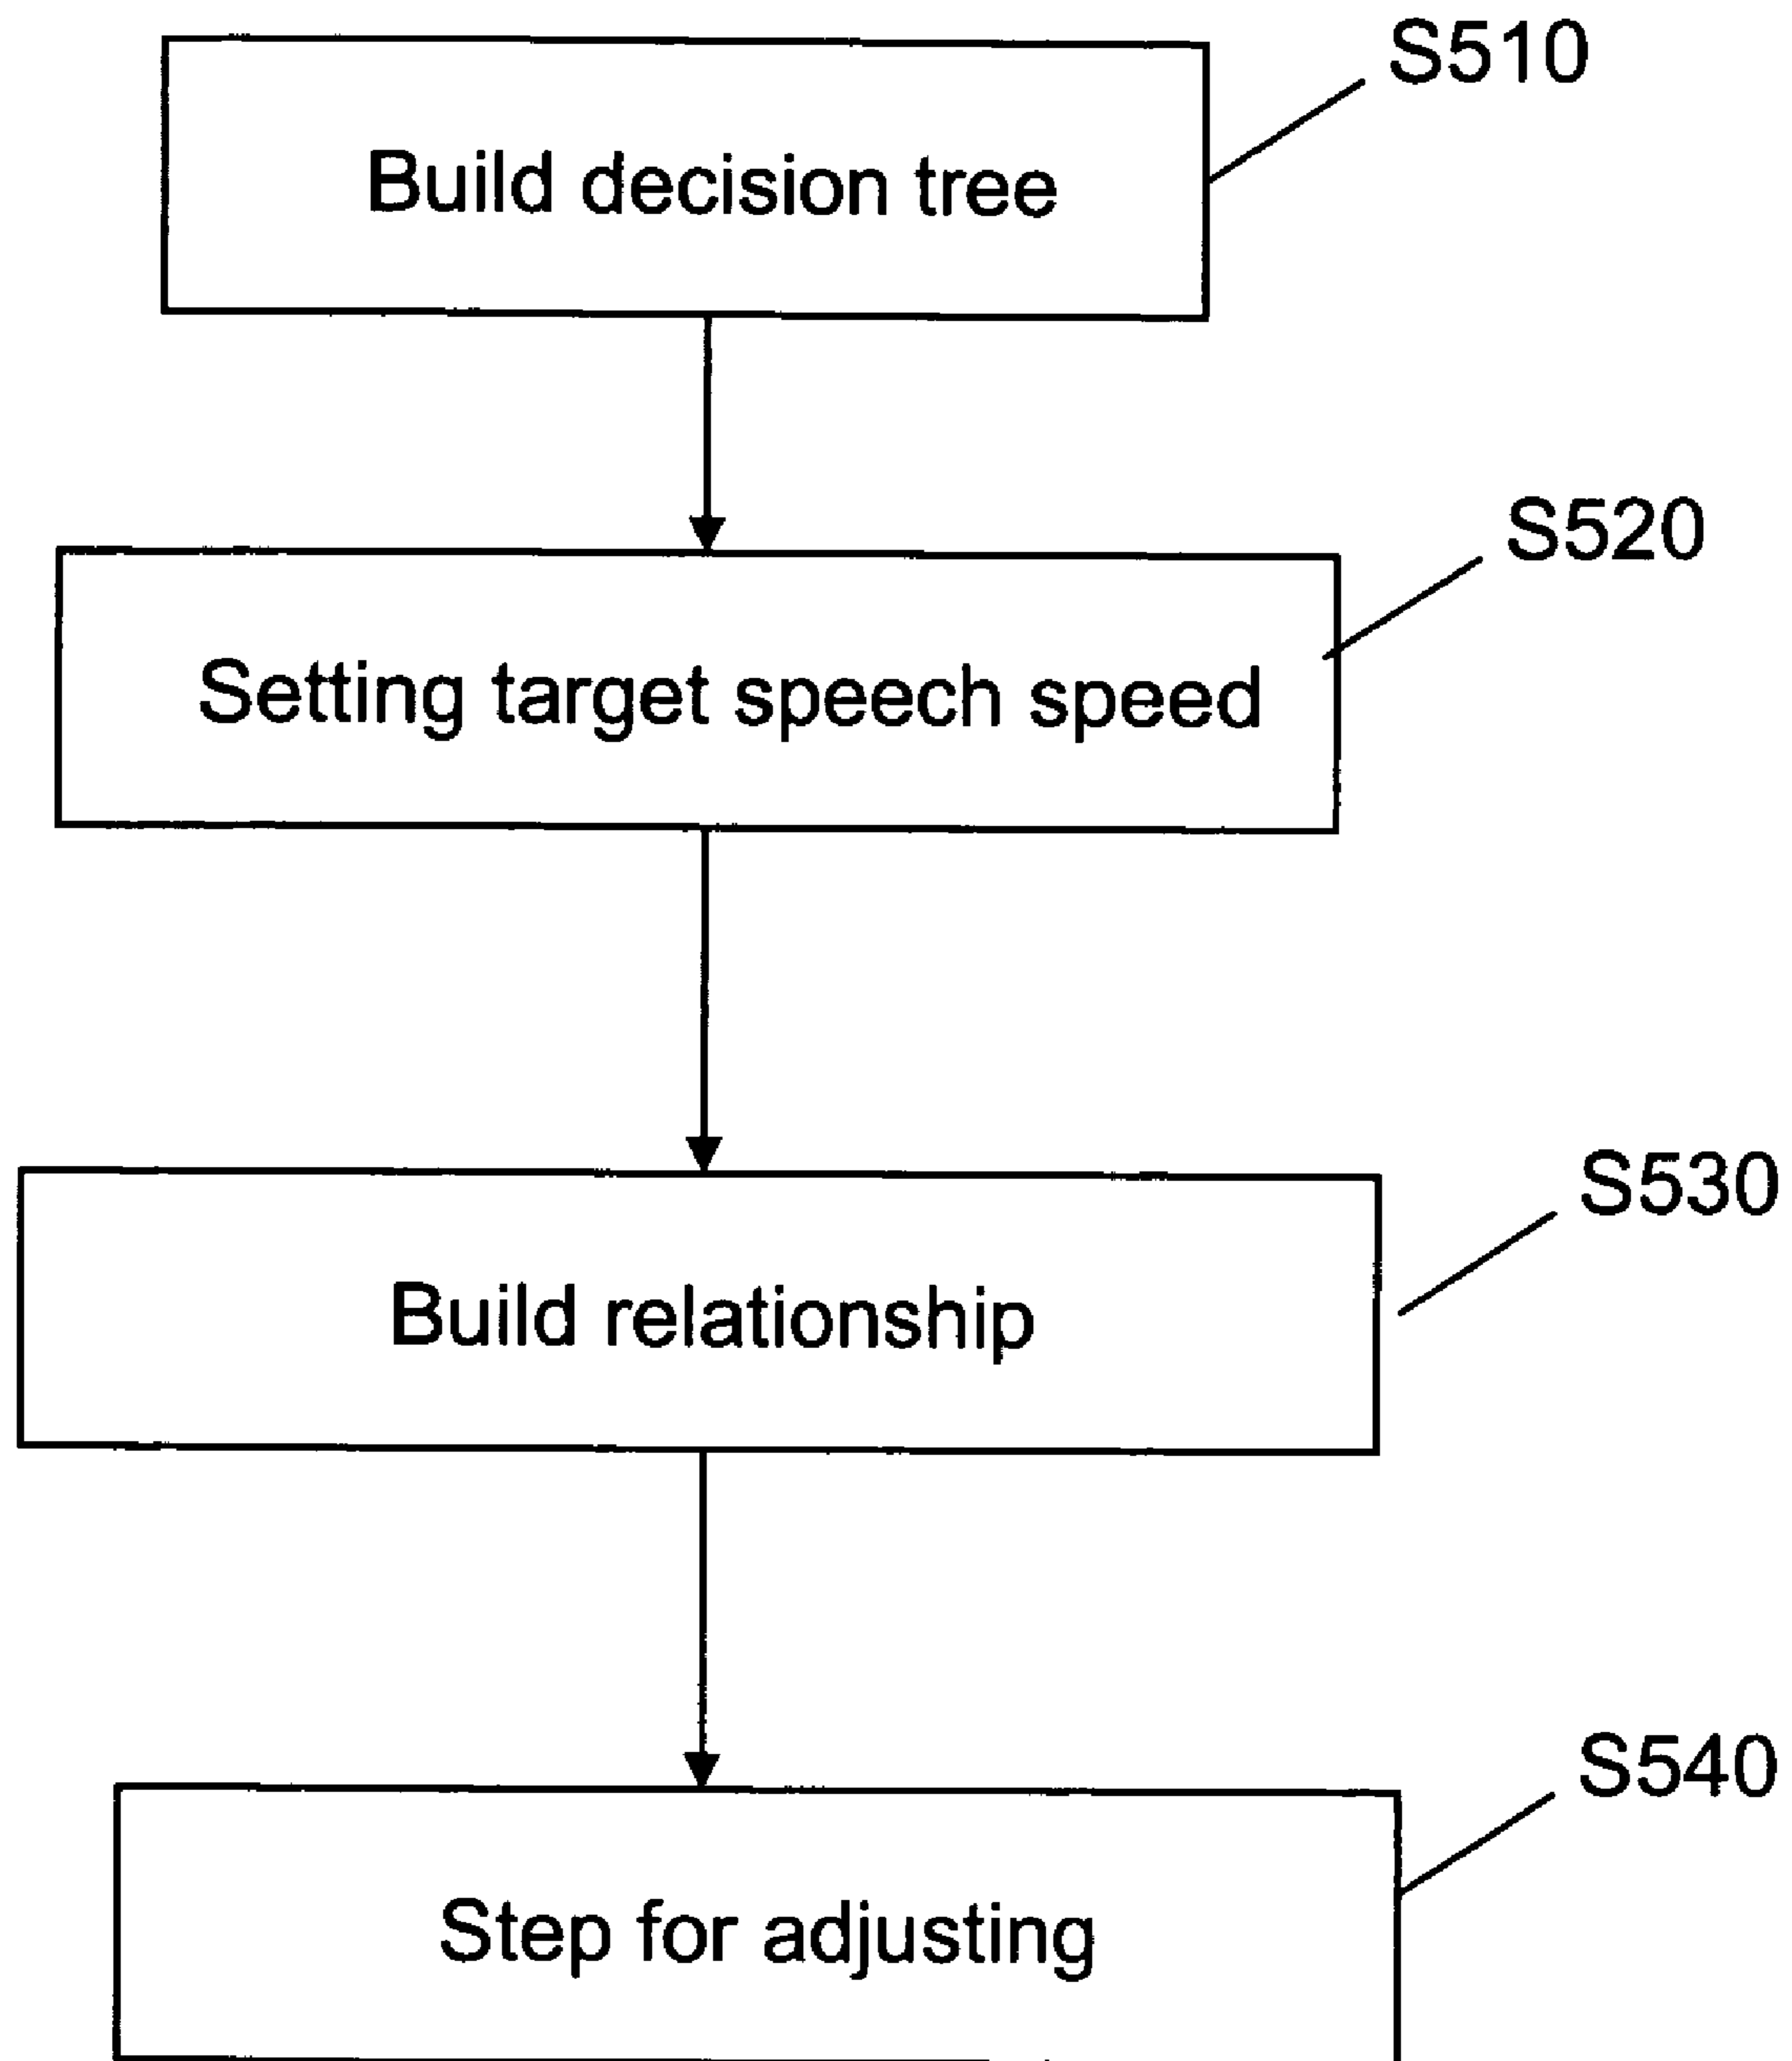 S510
Build decision tree
S520
Setting target speech speed
S530
Build relationship
S540
Step for adjusting